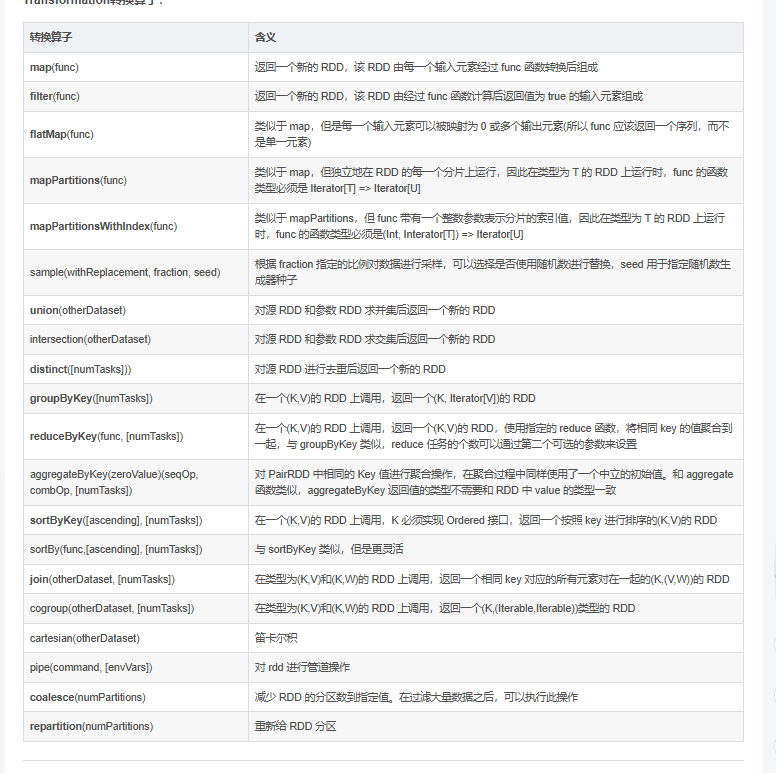 Transformation转换算子：
转换算子 含义
map(func) 返回一个新的 RDD，该 RDD 由每一个输入元素经过 func 函数转换后组成
filter(func) 返回一个新的 RDD，该 RDD 由经过 func 函数计算后返回值为 true 的输入元素组成
flatMap(func) 类似于 map，但是每一个输入元素可以被映射为 0 或多个输出元素(所以 func 应该返回一个序列，而不
是单一元素)
mapPartitions(func) 类似于 map，但独立地在 RDD 的每一个分片上运行，因此在类型为 T 的 RDD 上运行时，func 的函数
类型必须是 Iterator[T] => Iterator[U]
mapPartitionsWithIndex(func) 类似于 mapPartitions，但 func 带有一个整数参数表示分片的索引值，因此在类型为 T 的 RDD 上运行
时，func 的函数类型必须是(Int, Interator[T]) => Iterator[U]
sample(withReplacement, fraction, seed) 根据 fraction 指定的比例对数据进行采样，可以选择是否使用随机数进行替换，seed 用于指定随机数生
成器种子
union(otherDataset) 对源 RDD 和参数 RDD 求并集后返回一个新的 RDD
intersection(otherDataset) 对源 RDD 和参数 RDD 求交集后返回一个新的 RDD
distinct([numTasks])) 对源 RDD 进行去重后返回一个新的 RDD
groupByKey([numTasks]) 在一个(K,V)的 RDD 上调用，返回一个(K, Iterator[V])的 RDD
reduceByKey(func, [numTasks]) 在一个(K,V)的 RDD 上调用，返回一个(K,V)的 RDD，使用指定的 reduce 函数，将相同 key 的值聚合到
一起，与 groupByKey 类似，reduce 任务的个数可以通过第二个可选的参数来设置
aggregateByKey(zeroValue)(seqOp, 对 PairRDD 中相同的 Key 值进行聚合操作，在聚合过程中同样使用了一个中立的初始值。和 aggregate
combOp, [numTasks]) 函数类似，aggregateByKey 返回值的类型不需要和 RDD 中 value 的类型一致
sortByKey([ascending], [numTasks]) 在一个(K,V)的 RDD 上调用，K 必须实现 Ordered 接口，返回一个按照 key 进行排序的(K,V)的 RDD
sortBy(func,[ascending], [numTasks]) 与 sortByKey 类似，但是更灵活
join(otherDataset, [numTasks]) 在类型为(K,V)和(K,W)的 RDD 上调用，返回一个相同 key 对应的所有元素对在一起的(K,(V,W))的 RDD
cogroup(otherDataset, [numTasks]) 在类型为(K,V)和(K,W)的 RDD 上调用，返回一个(K,(Iterable,Iterable))类型的 RDD
cartesian(otherDataset) 笛卡尔积
pipe(command, [envVars]) 对 rdd 进行管道操作
coalesce(numPartitions) 减少 RDD 的分区数到指定值。在过滤大量数据之后，可以执行此操作
repartition(numPartitions) 重新给 RDD 分区